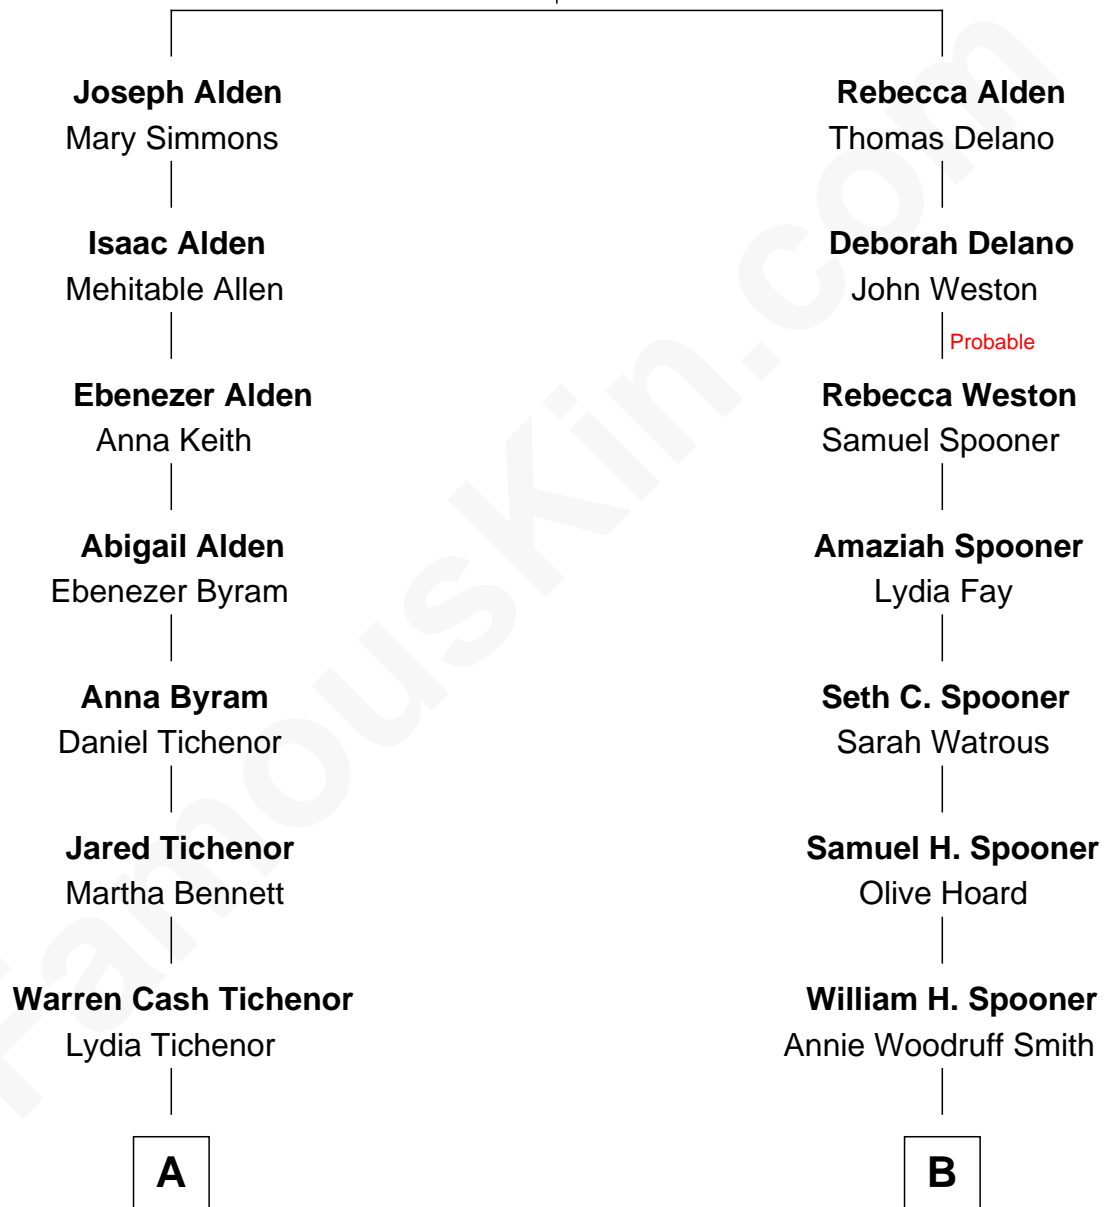 Joseph Alden
Mary Simmons
Rebecca Alden
Thomas Delano
Isaac Alden
Mehitable Allen
Deborah Delano
John Weston
Probable
Ebenezer Alden
Anna Keith
Rebecca Weston
Samuel Spooner
Abigail Alden
Ebenezer Byram
Amaziah Spooner
Lydia Fay
Anna Byram
Daniel Tichenor
Seth C. Spooner
Sarah Watrous
Jared Tichenor
Martha Bennett
Samuel H. Spooner
Olive Hoard
Warren Cash Tichenor
Lydia Tichenor
William H. Spooner
Annie Woodruff Smith
A
B
FamousKin.com